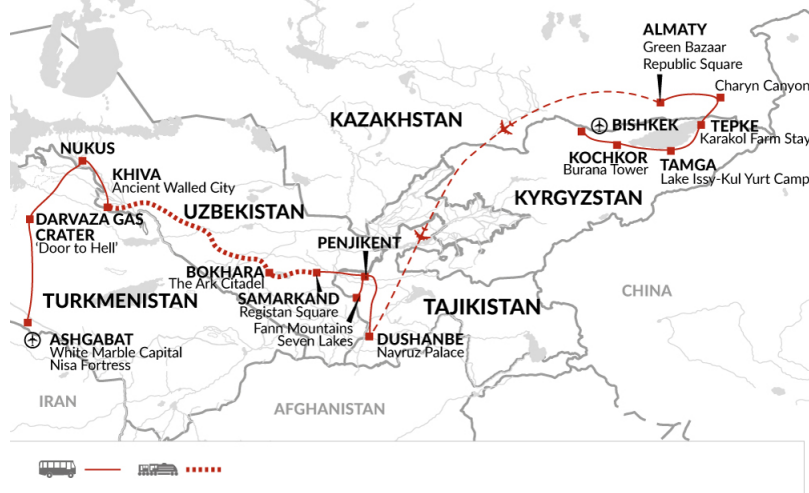 ALMATY
Green Bazaar
Republic Square
Charyn Canyon
KAZAKHSTAN
BISHKEK
TEPKE
Karakol Farm Stay
NUKUS
KOCHKOR
Burana Tower
TAMGA
Lake Issy-Kul Yurt Camp
KHIVA
Ancient Walled City
KYRGYZSTAN
UZBEKISTAN
DARVAZA GAS
CRATER
'Door to Hell'
PENJIKENT
BOKHARA
The Ark Citadel
CHINA
TURKMENISTAN
SAMARKAND
Registan Square
TAJIKISTAN
Fann Mountains
Seven Lakes
ASHGABAT
White Marble Capital
Nisa Fortress
DUSHANBE
Navruz Palace
IRAN
AFGHANISTAN